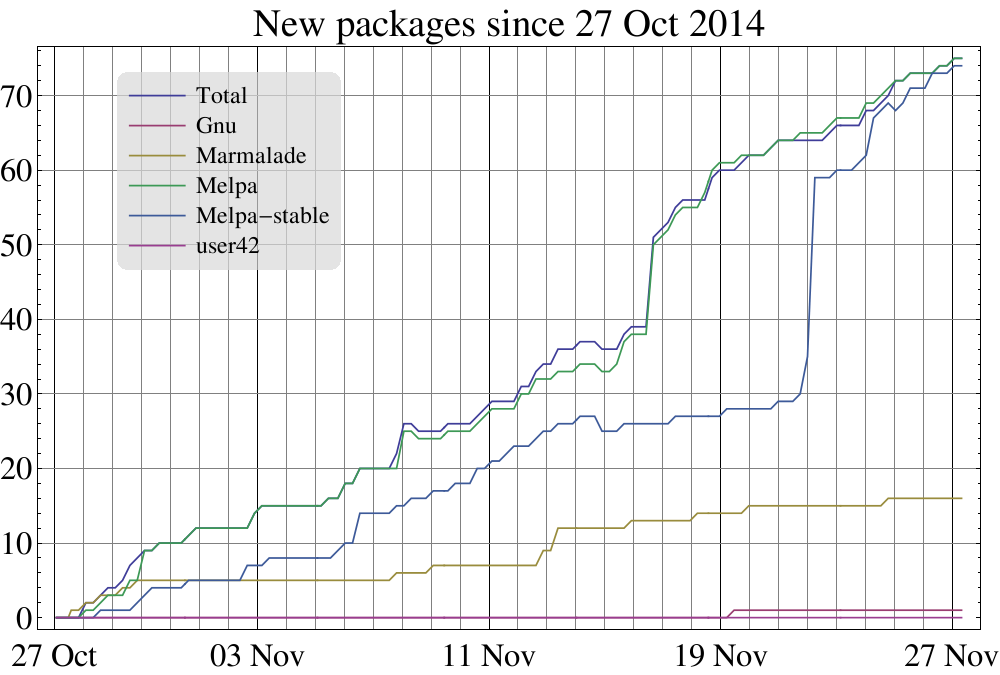 New packages since 27 Oct 2014
Total
Gnu
Marmalade
Melpa
Melpa-stable
user42
70
60
50
40
30
20
10
0
27 Oct 03 Nov 11 Nov 19 Nov 27 Nov